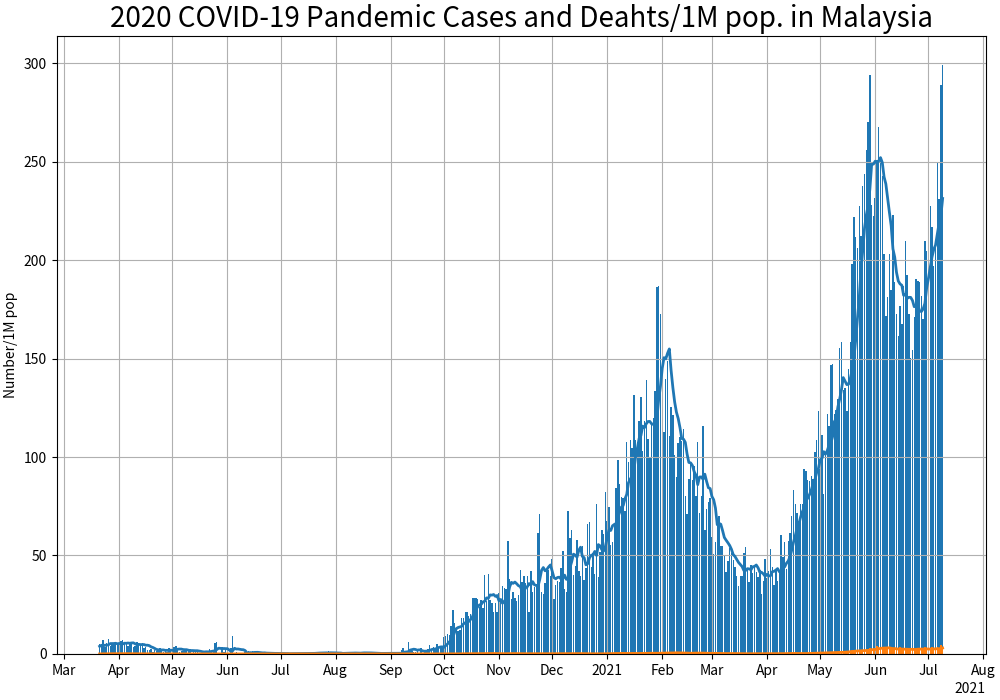 2020 COVID-19 Pandemic Cases and Deahts/1M pop. in Malaysia
Number/1M pop
300
250
200
150
100
50
0
Mar Apr May Jun Jul Aug Sep Oct Nov Dec 2021 Feb Mar Apr May Jun Jul Aug
2021